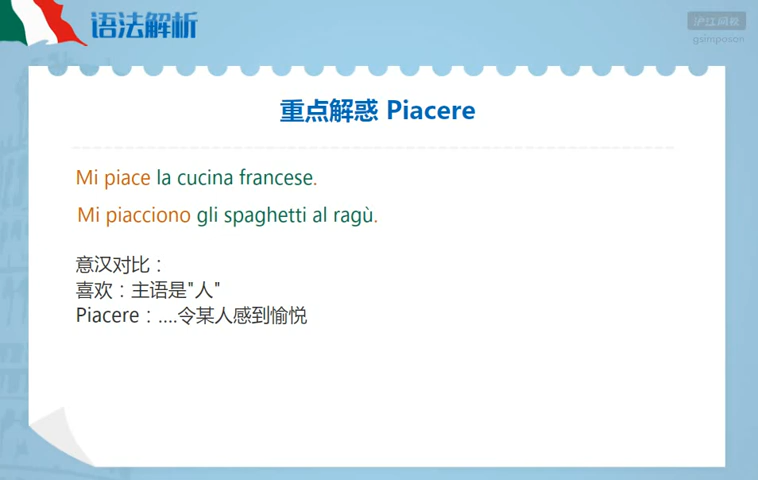 语法解析
沪江网校
gsimpason
重点解惑 Piacere
Mi piace la cucina francese.
Mi piacciono gli spaghetti al ragù.
意汉对比：
喜欢：主语是"人"
Piacere：....令某人感到愉悦